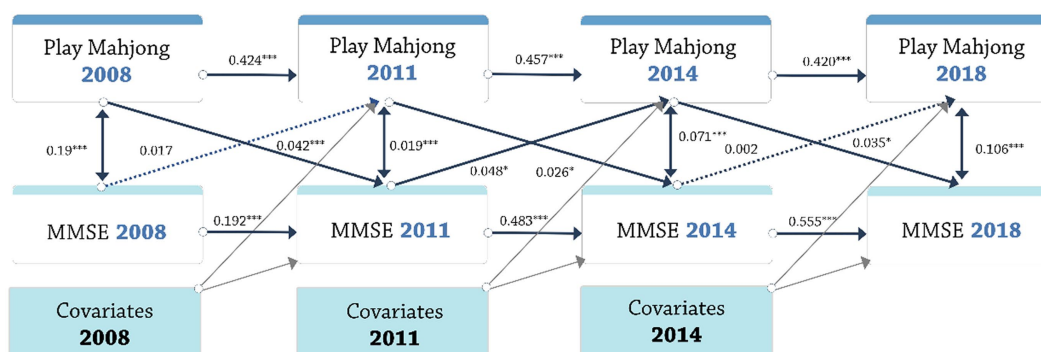 Play Mahjong
2008
0.424***
Play Mahjong
2011
0.457***
Play Mahjong
2014
0.420***
Play Mahjong
2018
0.19***
0.017
0.042***
0.019***
0.048*
0.026*
0.071***
0.002
0.035*
0.106***
MMSE 2008
0.192***
MMSE 2011
0.483***
MMSE 2014
0.555***
MMSE 2018
Covariates
2008
Covariates
2011
Covariates
2014